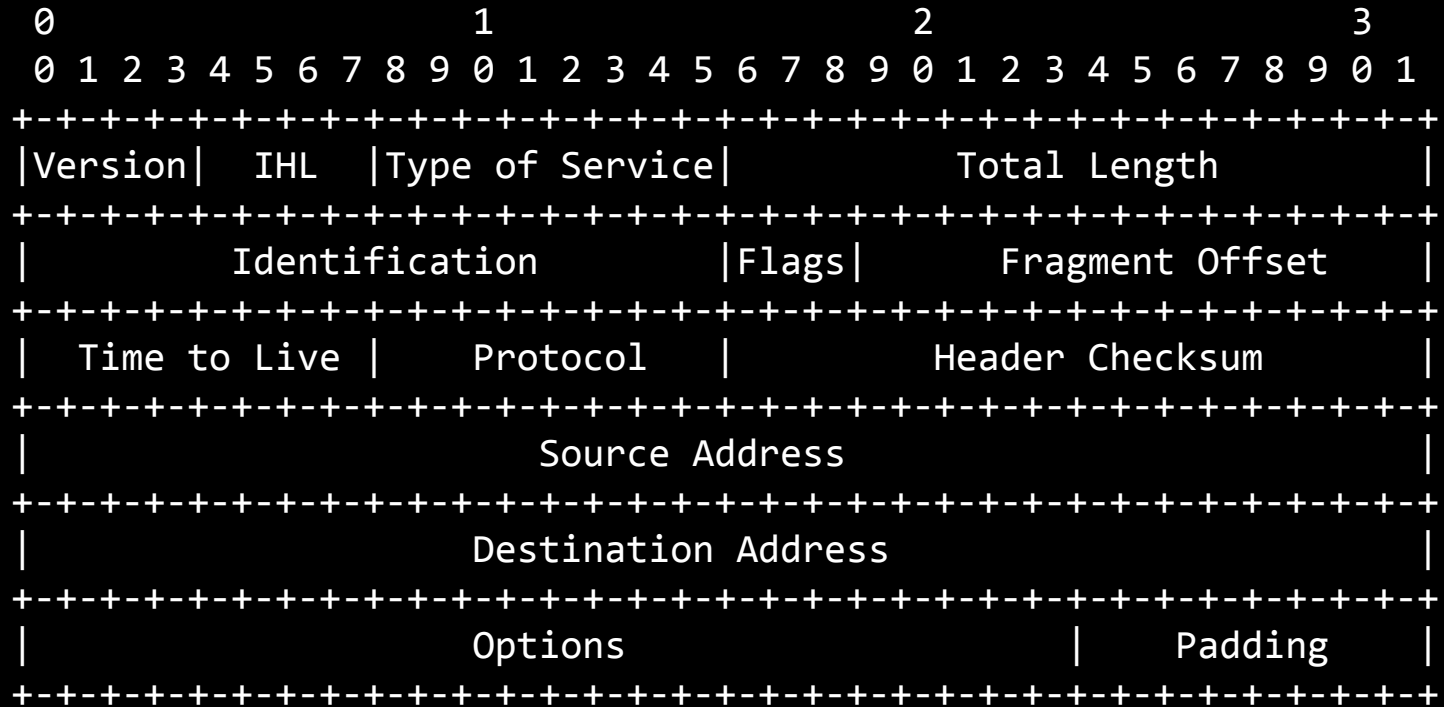 0                   1                   2                   3
 0 1 2 3 4 5 6 7 8 9 0 1 2 3 4 5 6 7 8 9 0 1 2 3 4 5 6 7 8 9 0 1
+-+-+-+-+-+-+-+-+-+-+-+-+-+-+-+-+-+-+-+-+-+-+-+-+-+-+-+-+-+-+-+-+
|Version|  IHL  |Type of Service|          Total Length         |
+-+-+-+-+-+-+-+-+-+-+-+-+-+-+-+-+-+-+-+-+-+-+-+-+-+-+-+-+-+-+-+-+
|         Identification        |Flags|      Fragment Offset    |
+-+-+-+-+-+-+-+-+-+-+-+-+-+-+-+-+-+-+-+-+-+-+-+-+-+-+-+-+-+-+-+-+
|  Time to Live |    Protocol   |         Header Checksum       |
+-+-+-+-+-+-+-+-+-+-+-+-+-+-+-+-+-+-+-+-+-+-+-+-+-+-+-+-+-+-+-+-+
|                       Source Address                          |
+-+-+-+-+-+-+-+-+-+-+-+-+-+-+-+-+-+-+-+-+-+-+-+-+-+-+-+-+-+-+-+-+
|                    Destination Address                        |
+-+-+-+-+-+-+-+-+-+-+-+-+-+-+-+-+-+-+-+-+-+-+-+-+-+-+-+-+-+-+-+-+
|                    Options                    |    Padding    |
+-+-+-+-+-+-+-+-+-+-+-+-+-+-+-+-+-+-+-+-+-+-+-+-+-+-+-+-+-+-+-+-+